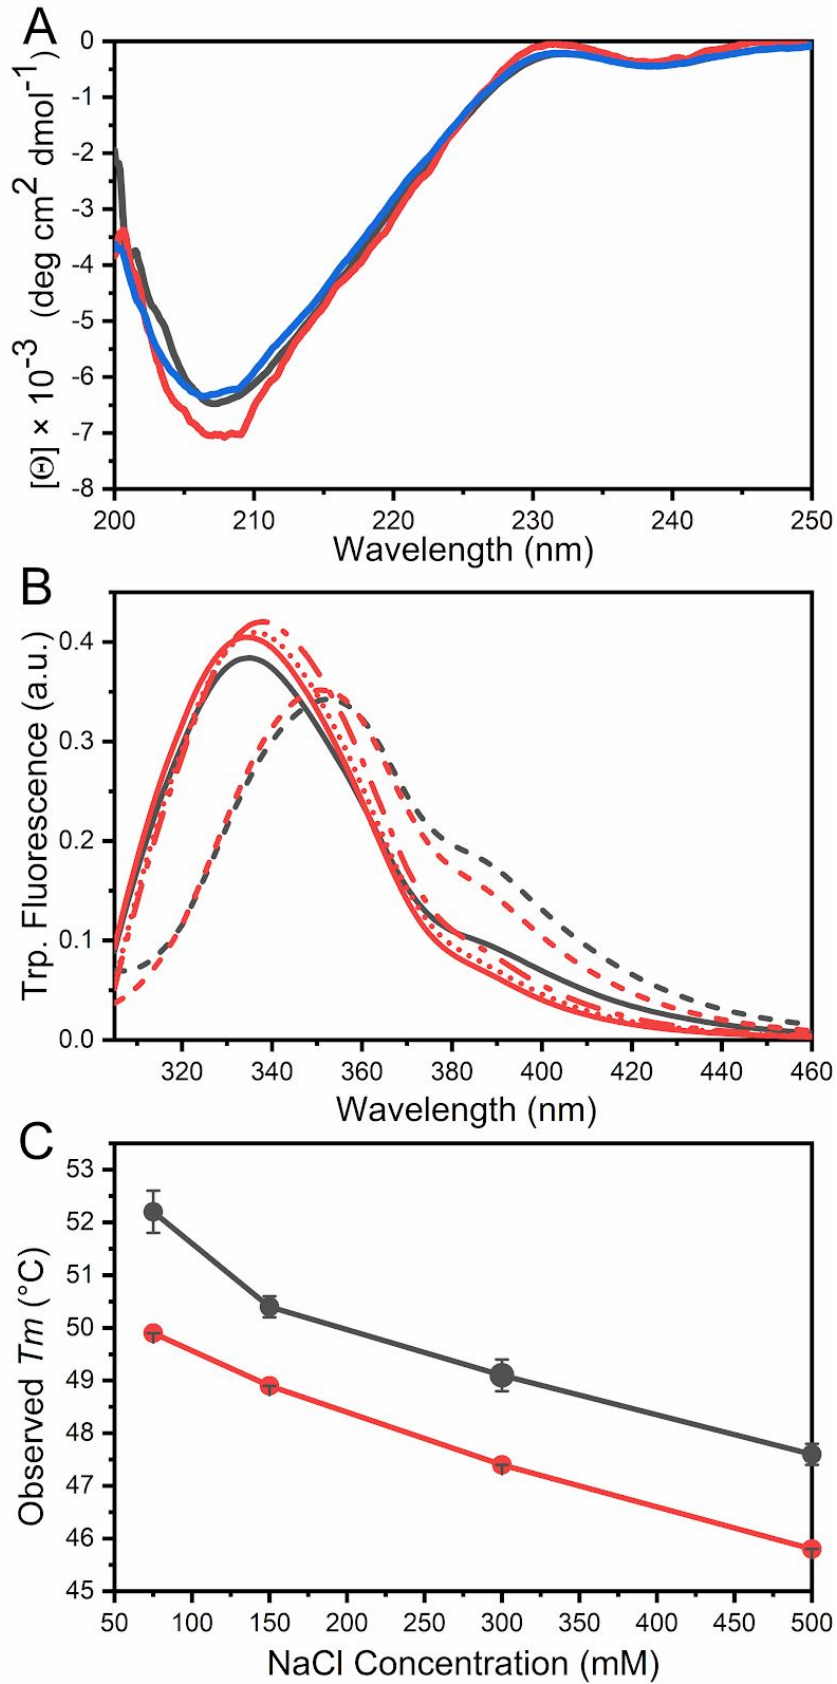 A
0
-1
-2
-3
-4
-5
-6
-7
-8
[Θ] × 10⁻³ (deg cm² dmol⁻¹)
200 210 220 230 240 250
Wavelength (nm)
B
0.4
0.3
0.2
0.1
0.0
Trp. Fluorescence (a.u.)
320 340 360 380 400 420 440 460
Wavelength (nm)
C
53
52
51
50
49
48
47
46
45
Observed Tm (°C)
50 100 150 200 250 300 350 400 450 500
NaCl Concentration (mM)